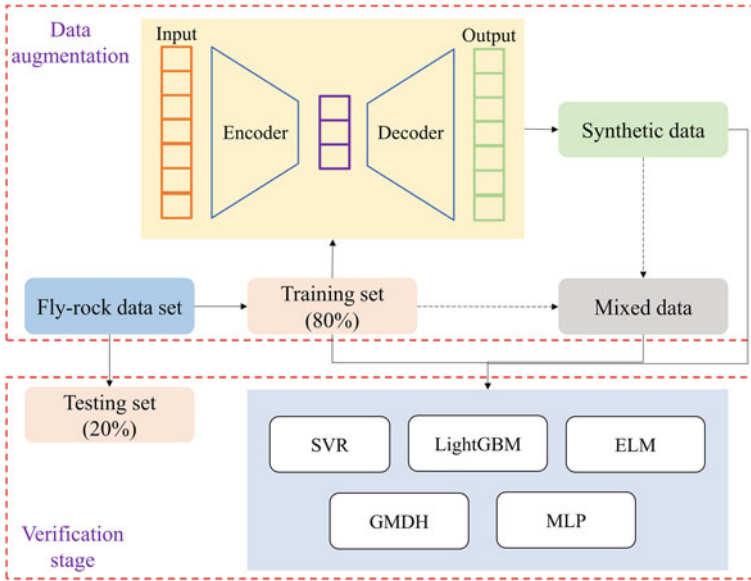 Data
augmentation
Input
Output
Encoder
Decoder
Synthetic data
Fly-rock data set
Training set
(80%)
Mixed data
Testing set
(20%)
SVR
LightGBM
ELM
GMDH
MLP
Verification
stage